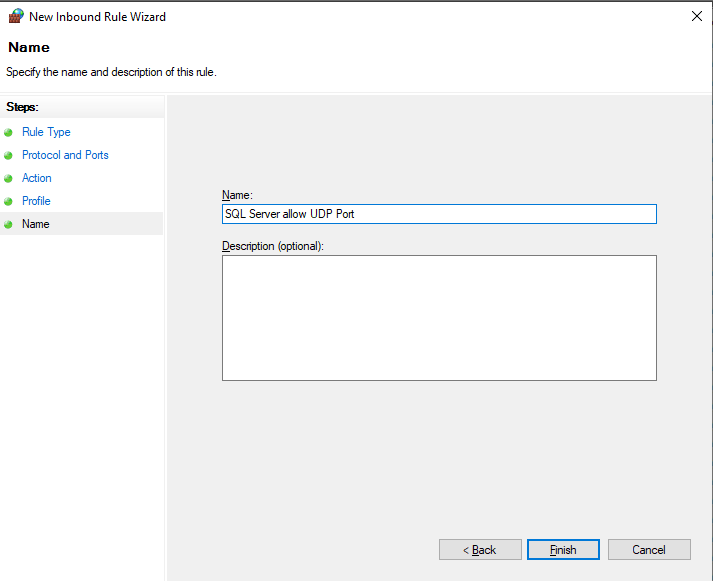 New Inbound Rule Wizard
Name
Specify the name and description of this rule.
Steps:
Rule Type
Protocol and Ports
Action
Profile
Name
Name:
SQL Server allow UDP Port
Description (optional):
< Back
Finish
Cancel